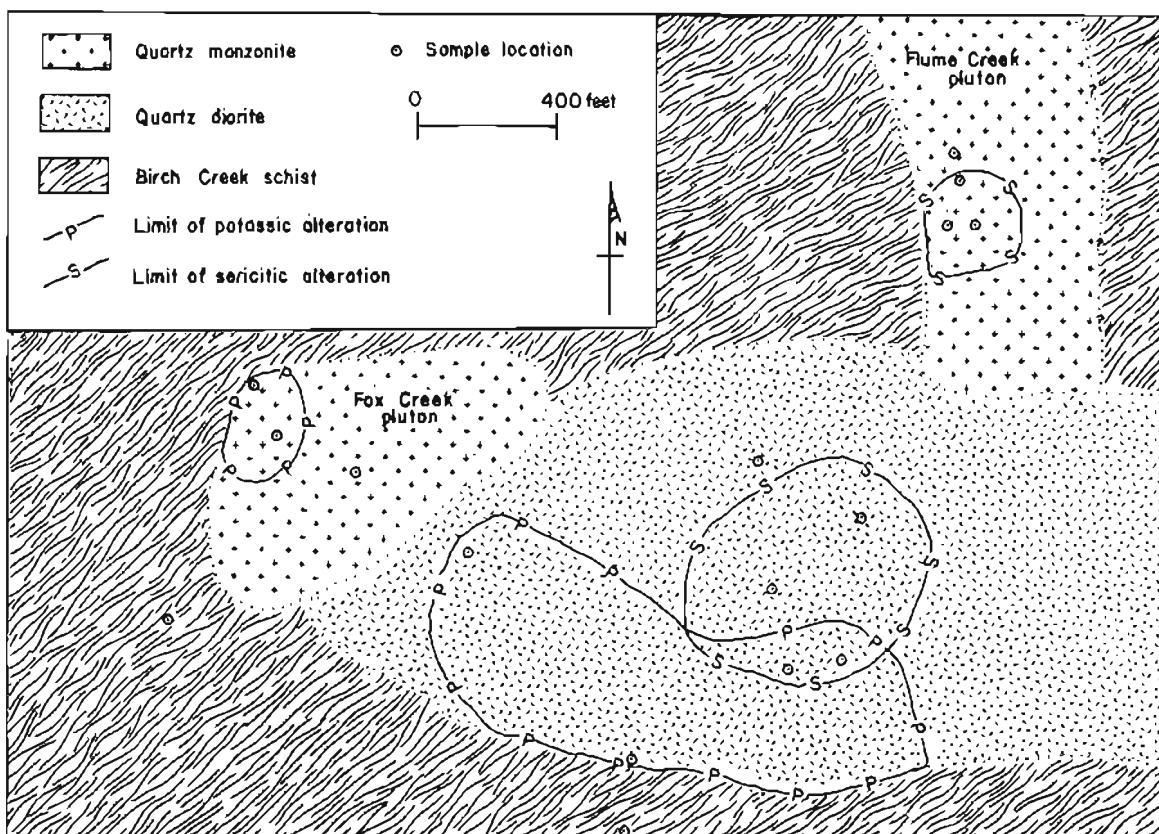 Quartz monzonite
Sample location
0 400 feet
Quartz diorite
Birch Creek schist
P Limit of potassic alteration
S Limit of sericitic alteration
N
Flume Creek
pluton
S S
S S S
P P
P P
P P
Fox Creek
pluton
S S
P P
P S S
P
P P S
S S
P P
P
P P P
P P